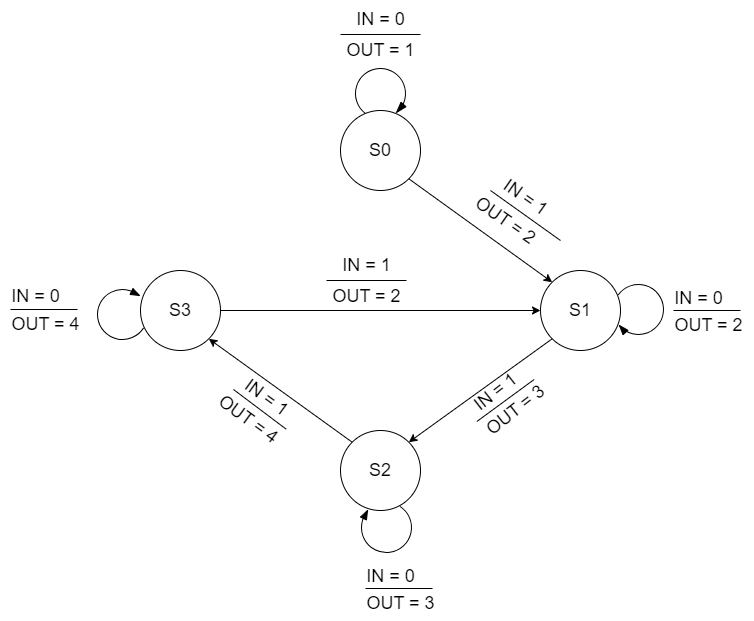 IN = 0
OUT = 1
S0
IN = 1
OUT = 2
IN = 1
OUT = 2
IN = 0
OUT = 4
S3
S1
IN = 0
OUT = 2
IN = 1
OUT = 4
IN = 1
OUT = 3
S2
IN = 0
OUT = 3